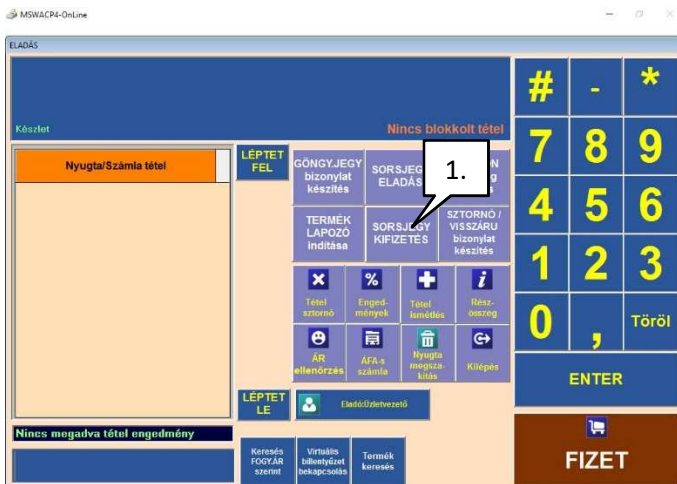 MSWACP4-OnLine
ELADÁS
Készlet
Nincs blokkolt tétel
Nyugta/Számla tétel
LÉPTET
FEL
GÖNGY.JEGY
bizonylat
készítés
SORSJEGY
ELADÁS
1.
TERMÉK
LAPOZÓ
indítása
SORSJEGY
KIFIZETÉS
SZTORNÓ /
VISSZÁRU
bizonylat
készítés
Tétel
sztornó
Enged-
mények
Tétel
ismétlés
Rész-
összeg
ÁR
ellenőrzés
ÁFA-s
számla
Nyugta
megsza-
kítás
Kilépés
LÉPTET
LE
Eladó:Üzletvezető
Nincs megadva tétel engedmény
Keresés
FOGY.ÁR
szerint
Virtuális
billentyűzet
bekapcsolás
Termék
keresés
# - *
7 8 9
4 5 6
1 2 3
0 , Töröl
ENTER
FIZET